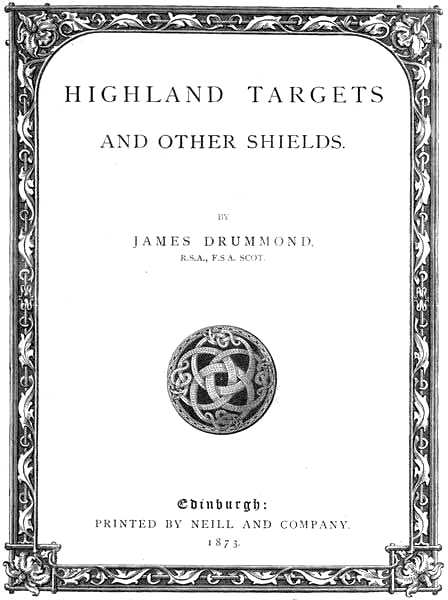 HIGHLAND TARGETS
AND OTHER SHIELDS.
BY
JAMES DRUMMOND,
R.S.A., F.S A. SCOT.
Edinburgh:
PRINTED BY NEILL AND COMPANY.
1873.